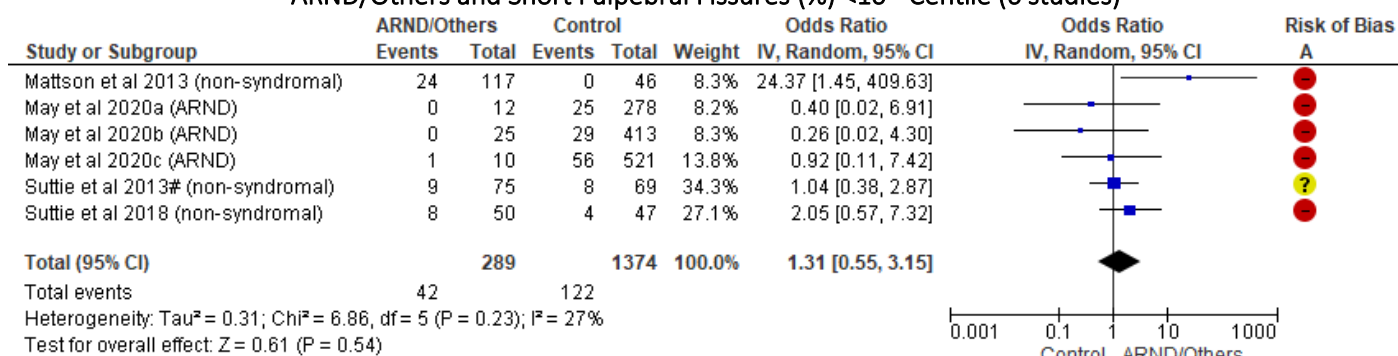 ARND/Others and Short Palpebral Fissures (%) <10 Centile (6 studies)
ARND/Others Control Odds Ratio Odds Ratio Risk of Bias
Study or Subgroup Events Total Events Total Weight IV, Random, 95% CI IV, Random, 95% CI A
Mattson et al 2013 (non-syndromal) 24 117 0 46 8.3% 24.37 [1.45, 409.63] -
May et al 2020a (ARND) 0 12 25 278 8.2% 0.40 [0.02, 6.91] -
May et al 2020b (ARND) 0 25 29 413 8.3% 0.26 [0.02, 4.30] -
May et al 2020c (ARND) 1 10 56 521 13.8% 0.92 [0.11, 7.42] -
Suttie et al 2013# (non-syndromal) 9 75 8 69 34.3% 1.04 [0.38, 2.87] ?
Suttie et al 2018 (non-syndromal) 8 50 4 47 27.1% 2.05 [0.57, 7.32] -
Total (95% CI) 289 1374 100.0% 1.31 [0.55, 3.15]
Total events 42 122
Heterogeneity: Tau² = 0.31; Chi² = 6.86, df = 5 (P = 0.23); I² = 27%
Test for overall effect: Z = 0.61 (P = 0.54)
0.001 0.1 1 10 1000
Control ARND/Others